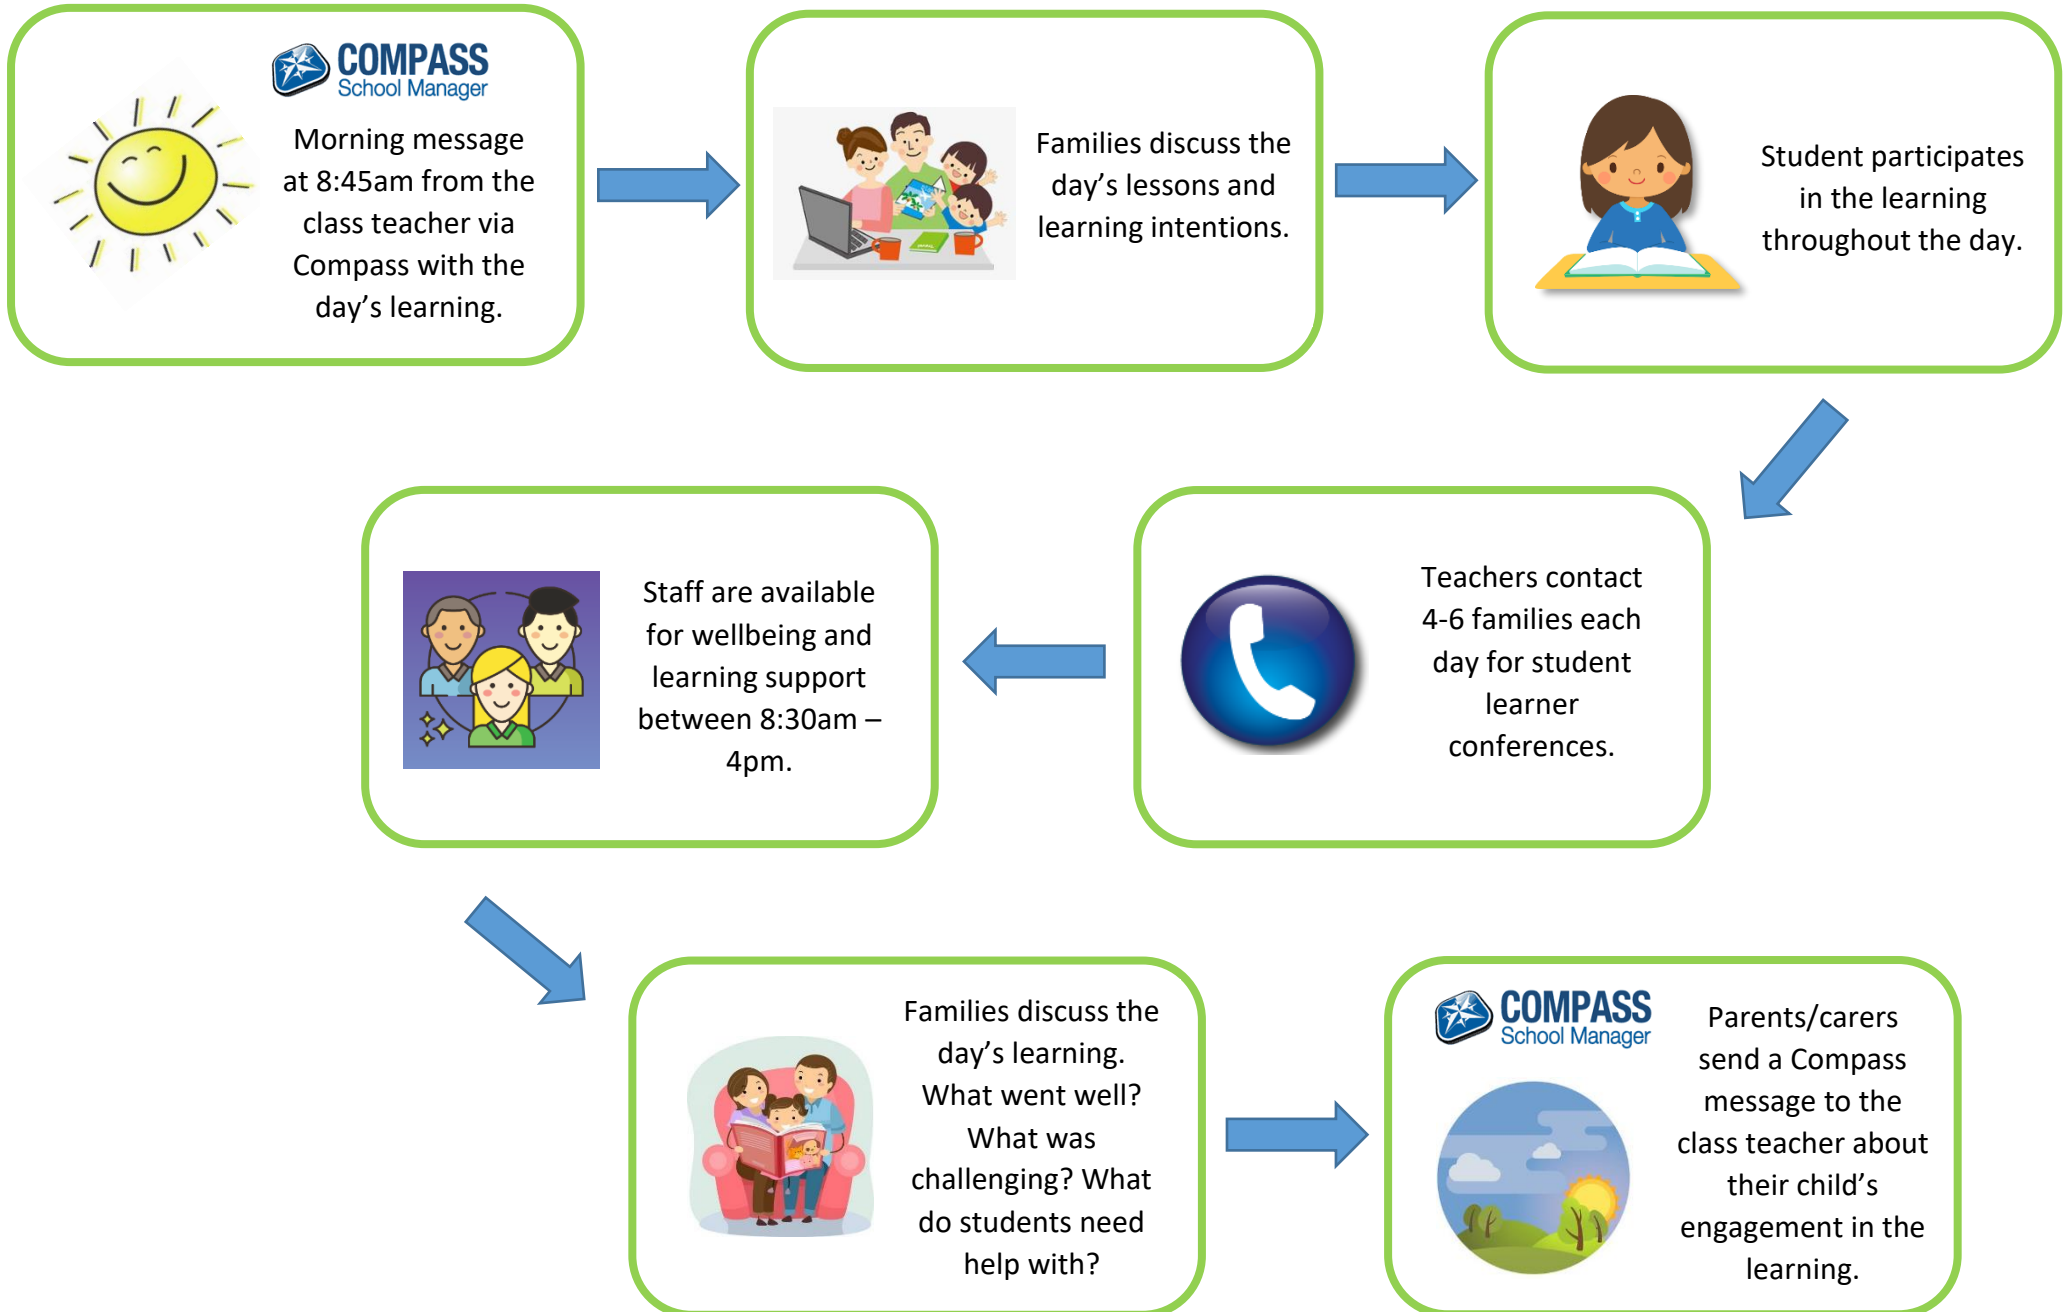 COMPASS
School Manager
Morning message
at 8:45am from the
class teacher via
Compass with the
day’s learning.
Families discuss the
day’s lessons and
learning intentions.
Student participates
in the learning
throughout the day.
Teachers contact
4-6 families each
day for student
learner
conferences.
Staff are available
for wellbeing and
learning support
between 8:30am –
4pm.
Families discuss the
day’s learning.
What went well?
What was
challenging? What
do students need
help with?
COMPASS
School Manager
Parents/carers
send a Compass
message to the
class teacher about
their child’s
engagement in the
learning.